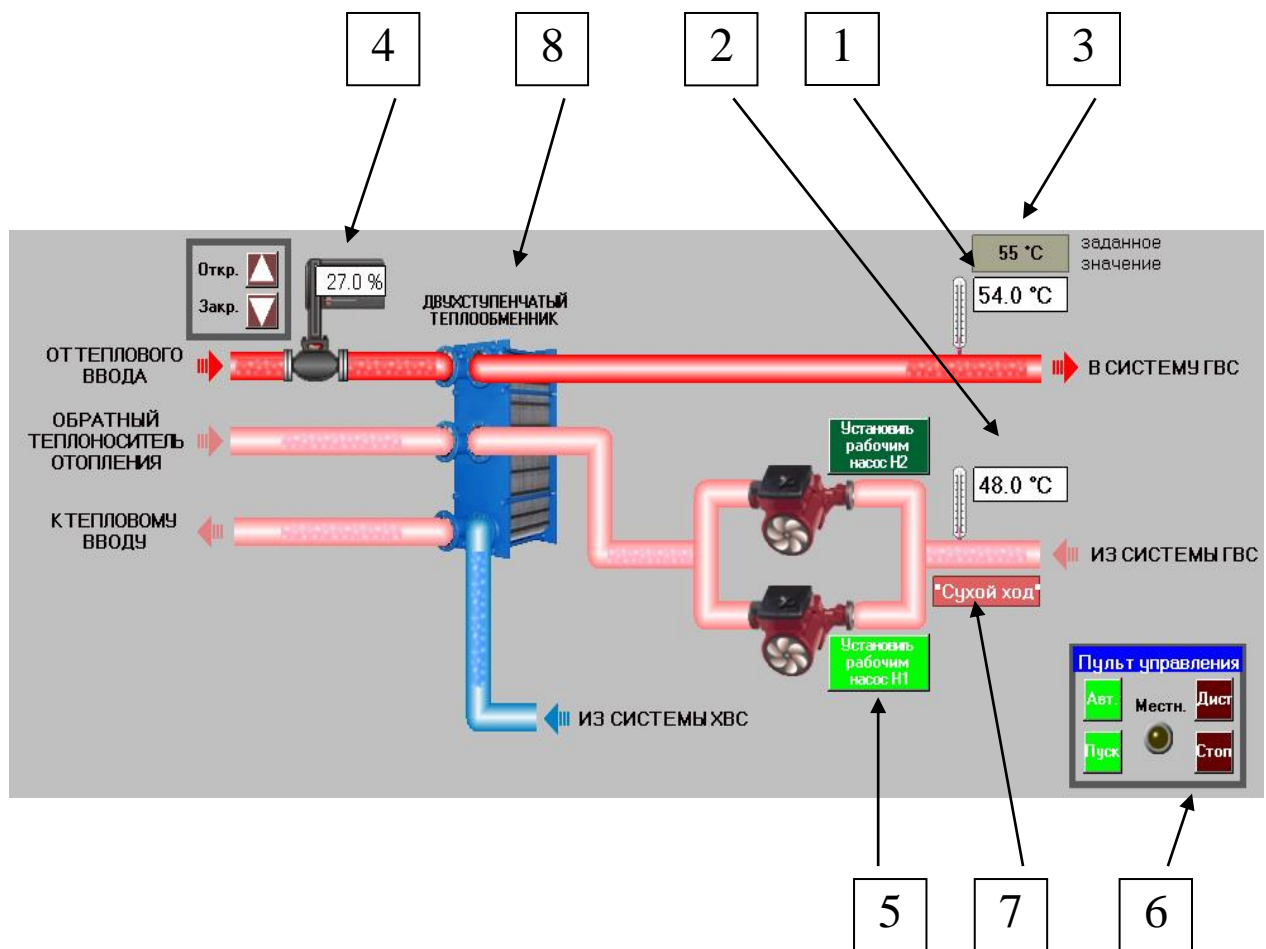 4
8
2
1
3
55 °C
заданное
значение
Откр.
27.0 %
54.0 °C
Закр.
ДВУХСТУПЕНЧАТЫЙ
ТЕПЛООБМЕННИК
ОТ ТЕПЛОВОГО
ВВОДА
В СИСТЕМУ ГВС
ОБРАТНЫЙ
ТЕПЛОНОСИТЕЛЬ
ОТОПЛЕНИЯ
Установить
рабочим
насос Н2
48.0 °C
К ТЕПЛОВОМУ
ВВОДУ
ИЗ СИСТЕМЫ ГВС
"Сухой ход"
Установить
рабочим
насос Н1
Пульт управления
Авт.
Местн.
Дист
ИЗ СИСТЕМЫ ХВС
Пуск
Стоп
5
7
6